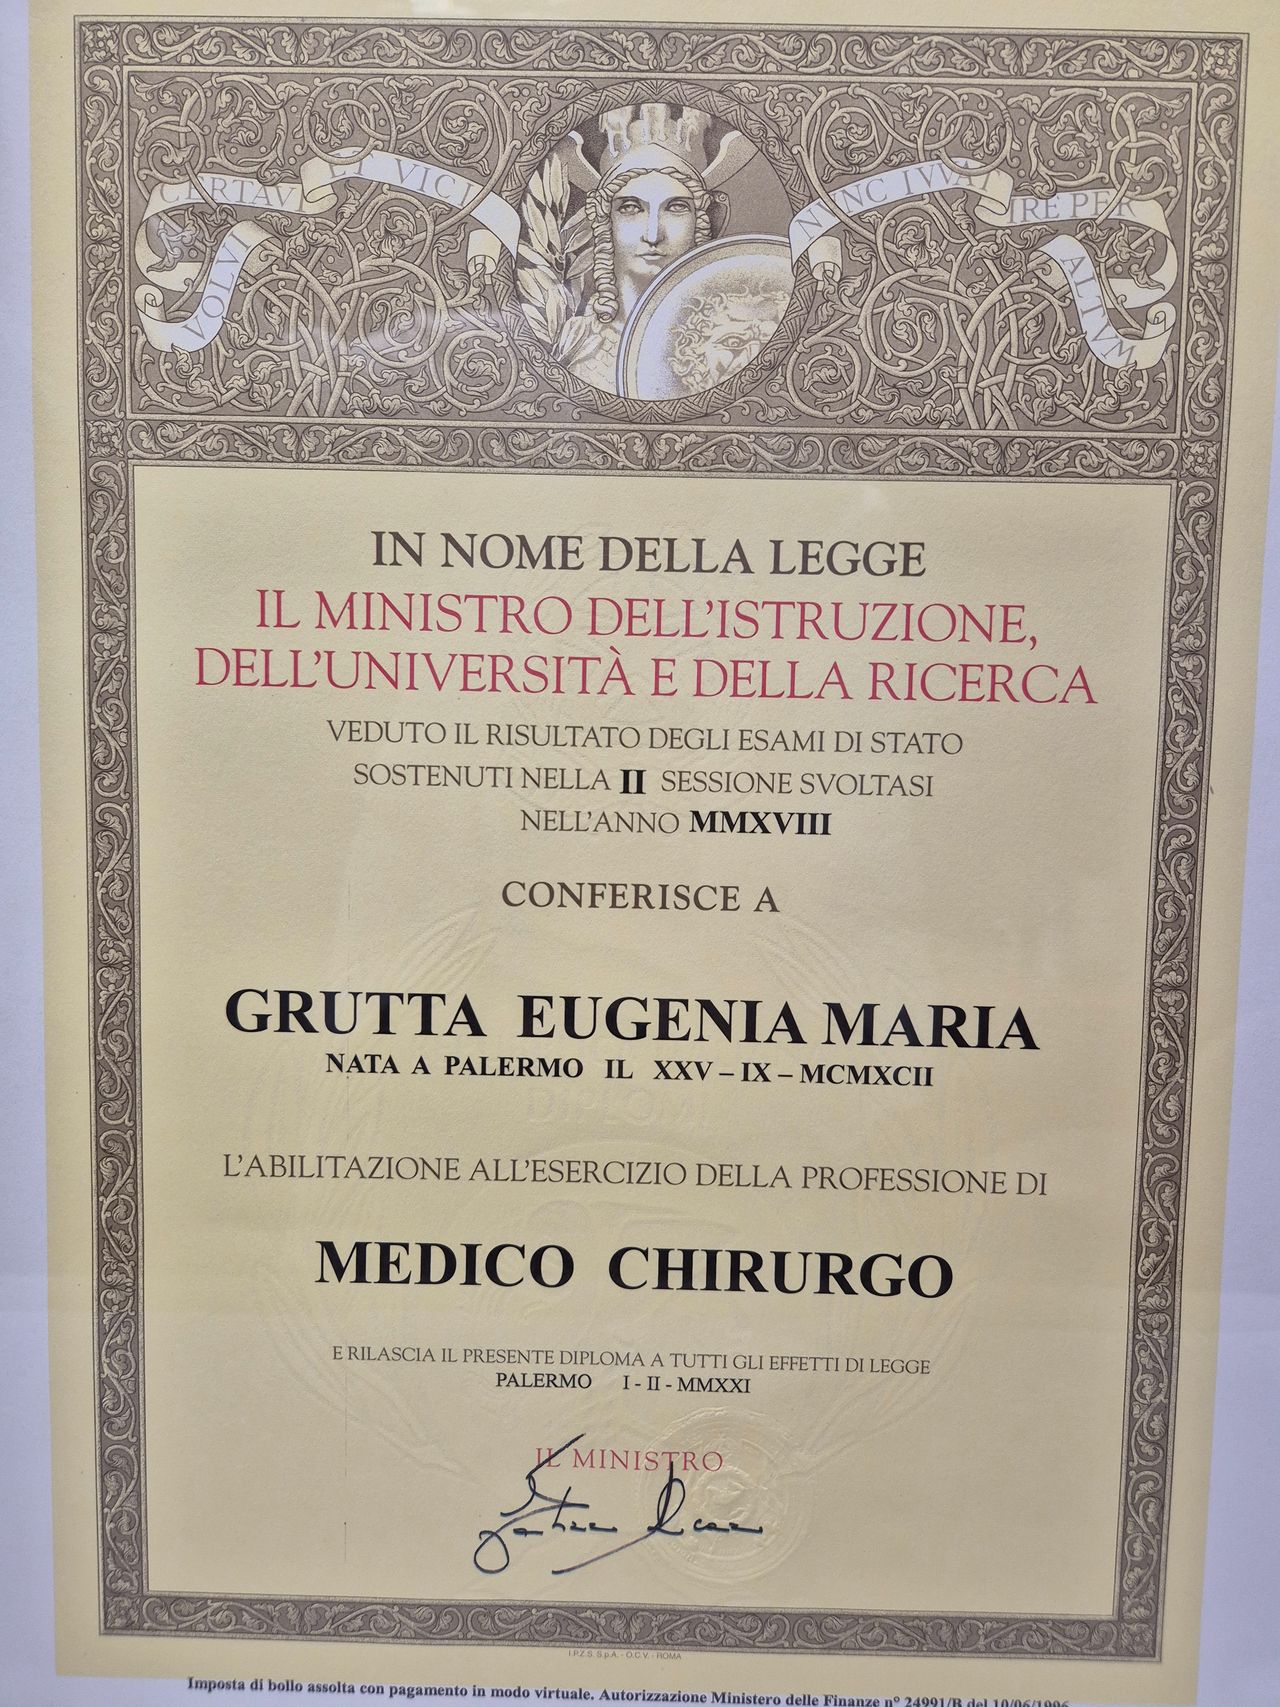 VOLVI CERTAVI ET VICI
NUNC IVVAT IRE PER ALTVM
IN NOME DELLA LEGGE
IL MINISTRO DELL'ISTRUZIONE,
DELL'UNIVERSITÀ E DELLA RICERCA
VEDUTO IL RISULTATO DEGLI ESAMI DI STATO
SOSTENUTI NELLA II SESSIONE SVOLTASI
NELL'ANNO MMXVIII
CONFERISCE A
GRUTTA EUGENIA MARIA
NATA A PALERMO IL XXV – IX – MCMXCII
L'ABILITAZIONE ALL'ESERCIZIO DELLA PROFESSIONE DI
MEDICO CHIRURGO
E RILASCIA IL PRESENTE DIPLOMA A TUTTI GLI EFFETTI DI LEGGE
PALERMO I - II - MMXXI
IL MINISTRO
I.P.Z.S. S.p.A. - O.C.V. - ROMA
Imposta di bollo assolta con pagamento in modo virtuale. Autorizzazione Ministero delle Finanze n° 24991/B del 10/06/1996